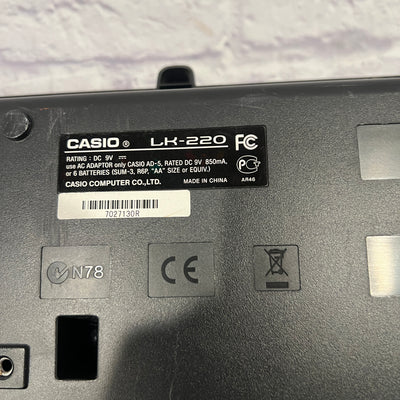 CASIO® LK-220 FC
RATING : DC 9V ⎓
use AC ADAPTOR only CASIO AD-5, RATED DC 9V 850mA,
or 6 BATTERIES (SUM-3, R6P, "AA" SIZE or EQUIV.)
CASIO COMPUTER CO.,LTD. MADE IN CHINA AR46
7027130R
N78 CE